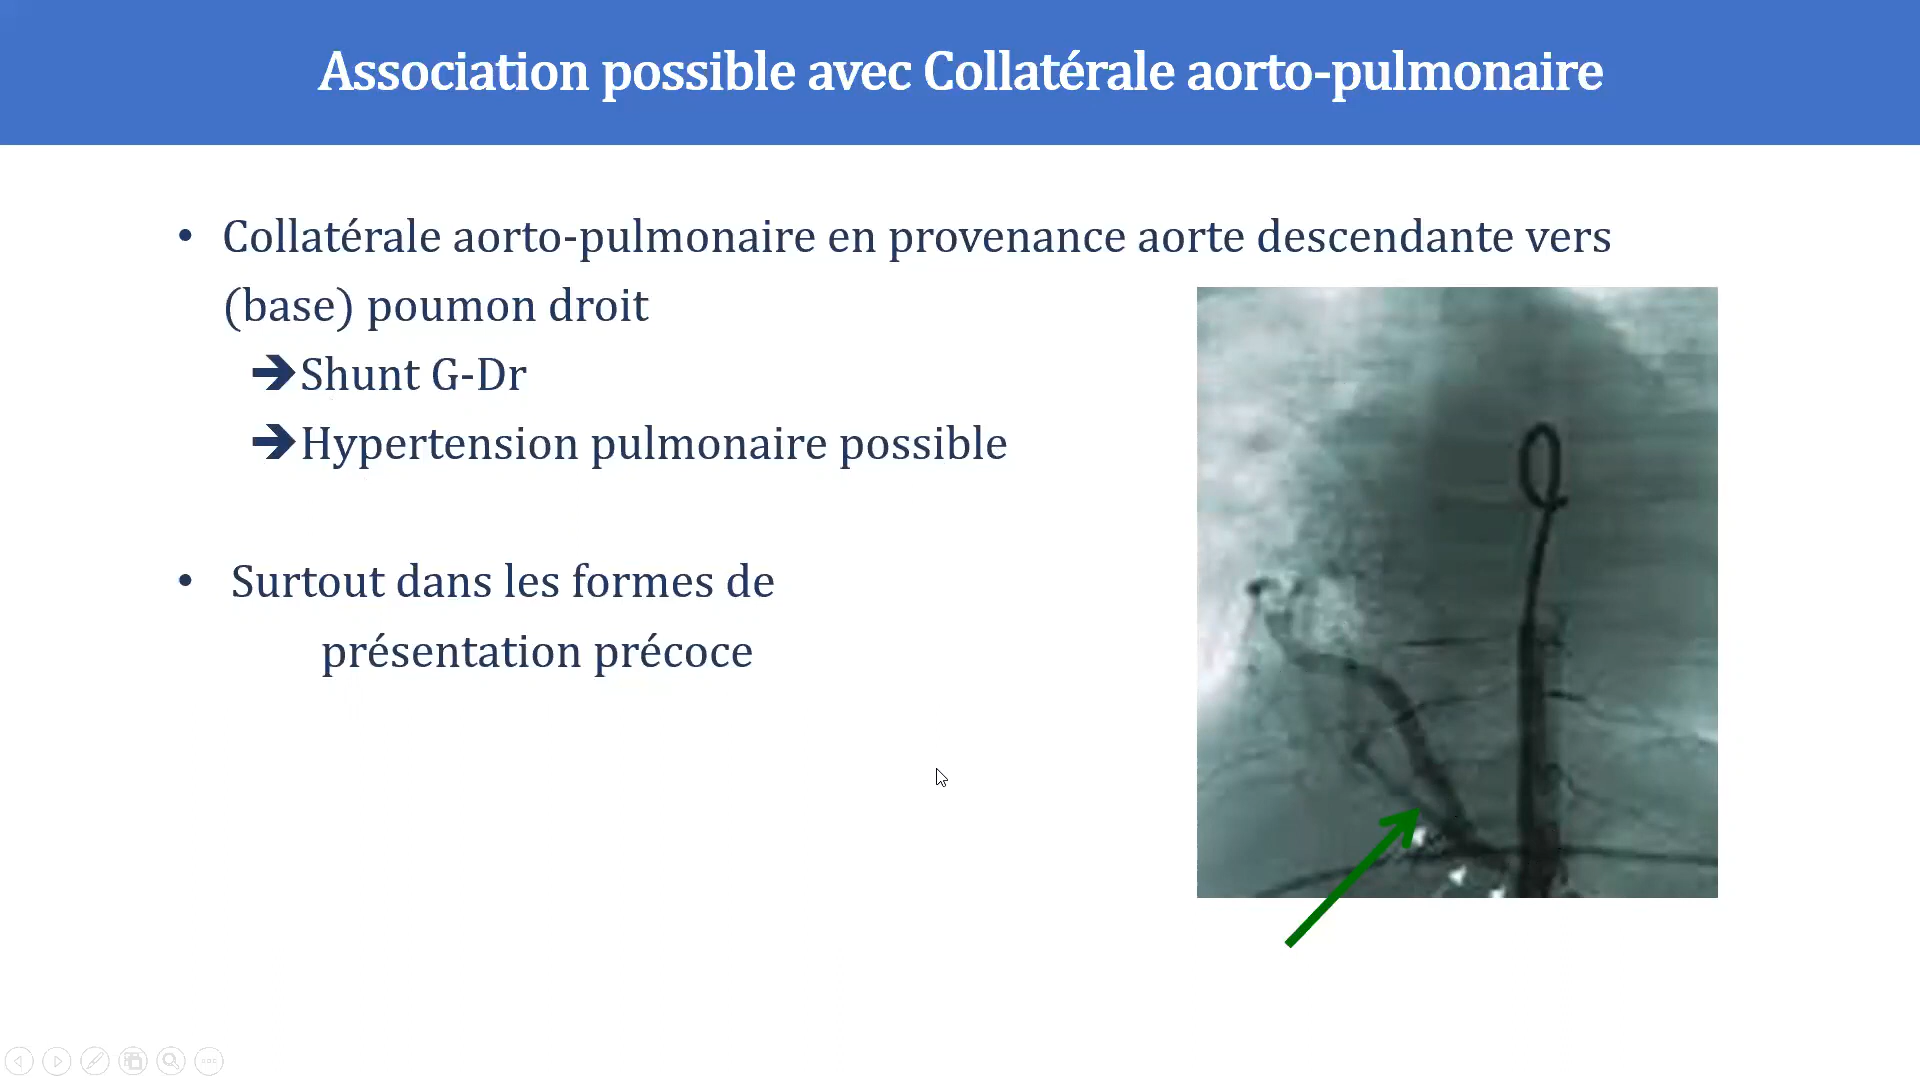 Association possible avec Collatérale aorto-pulmonaire
• Collatérale aorto-pulmonaire en provenance aorte descendante vers
(base) poumon droit
➔Shunt G-Dr
➔Hypertension pulmonaire possible
• Surtout dans les formes de
présentation précoce